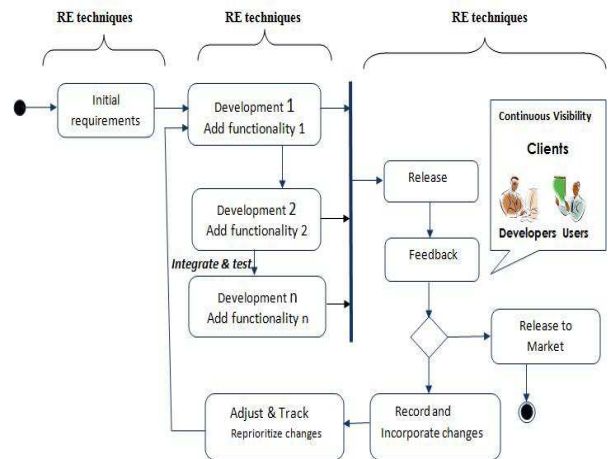 RE techniques
RE techniques
RE techniques
Initial
requirements
Development 1
Add functionality 1
Development 2
Add functionality 2
Integrate & test
Development n
Add functionality n
Release
Feedback
Continuous Visibility
Clients
Developers Users
Release to
Market
Record and
Incorporate changes
Adjust & Track
Reprioritize changes